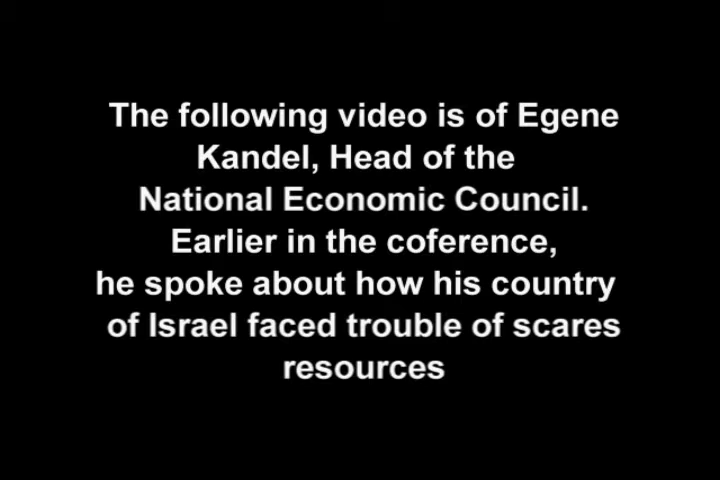 The following video is of Egene
Kandel, Head of the
National Economic Council.
Earlier in the coference,
he spoke about how his country
of Israel faced trouble of scares
resources